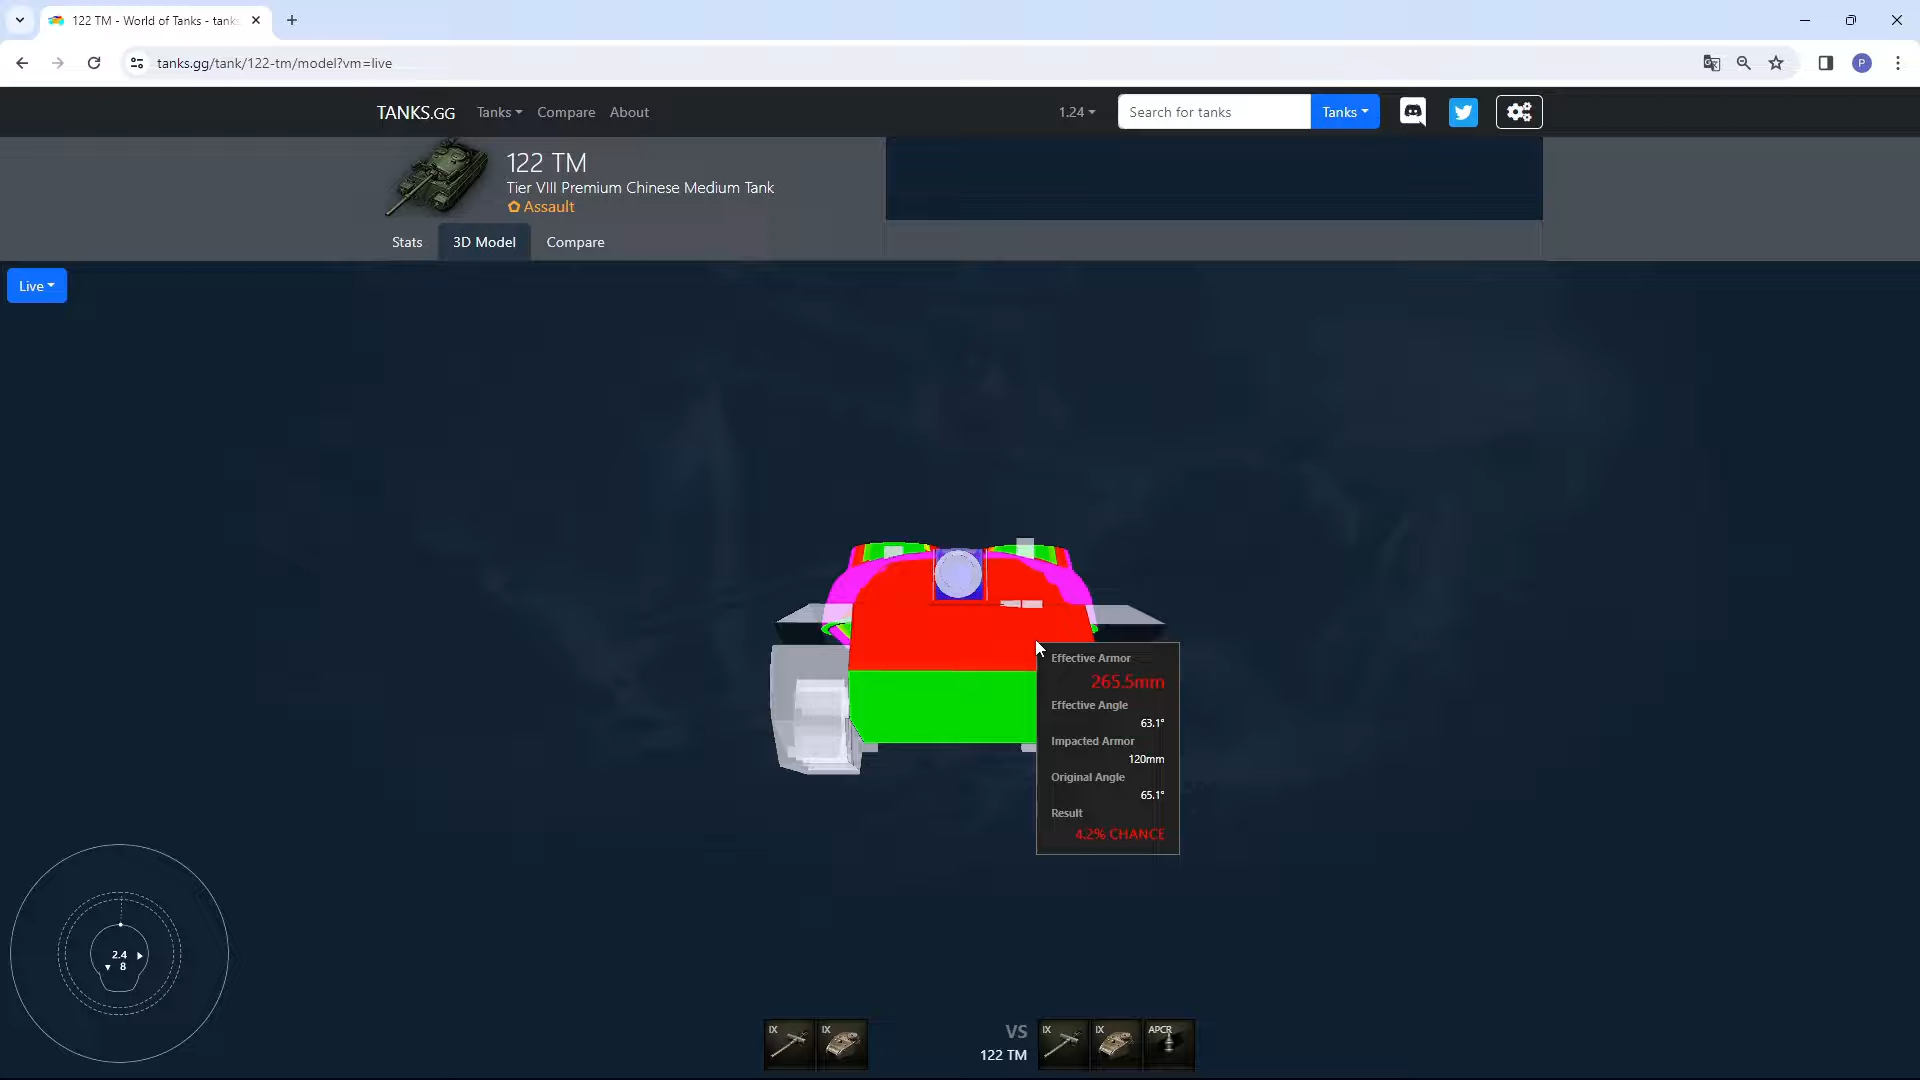 122 TM - World of Tanks - tanks.
tanks.gg/tank/122-tm/model?vm=live
P
TANKS.GG
Tanks
Compare
About
1.24
Search for tanks
Tanks
122 TM
Tier VIII Premium Chinese Medium Tank
Assault
Stats
3D Model
Compare
Live
Effective Armor
265.5mm
Effective Angle
63.1°
Impacted Armor
120mm
Original Angle
65.1°
Result
4.2% CHANCE
2.4
8
IX
IX
VS
122 TM
IX
IX
APCR